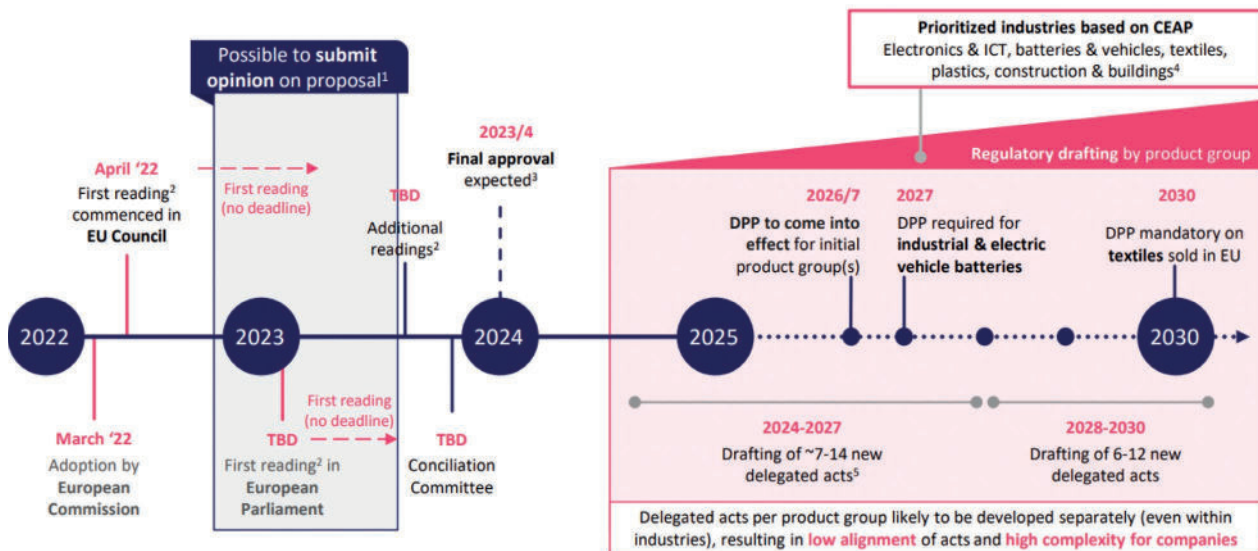 Prioritized industries based on CEAP
Electronics & ICT, batteries & vehicles, textiles,
plastics, construction & buildings⁴
Possible to submit
opinion on proposal¹
April '22
First reading²
commenced in
EU Council
First reading
(no deadline)
TBD
Additional
readings²
2023/4
Final approval
expected³
Regulatory drafting by product group
2026/7
DPP to come into
effect for initial
product group(s)
2027
DPP required for
industrial & electric
vehicle batteries
2030
DPP mandatory on
textiles sold in EU
2022
2023
2024
2025
2030
March '22
Adoption by
European
Commission
TBD
First reading² in
European
Parliament
First reading
(no deadline)
TBD
Conciliation
Committee
2024-2027
Drafting of ~7-14 new
delegated acts⁵
2028-2030
Drafting of 6-12 new
delegated acts
Delegated acts per product group likely to be developed separately (even within
industries), resulting in low alignment of acts and high complexity for companies